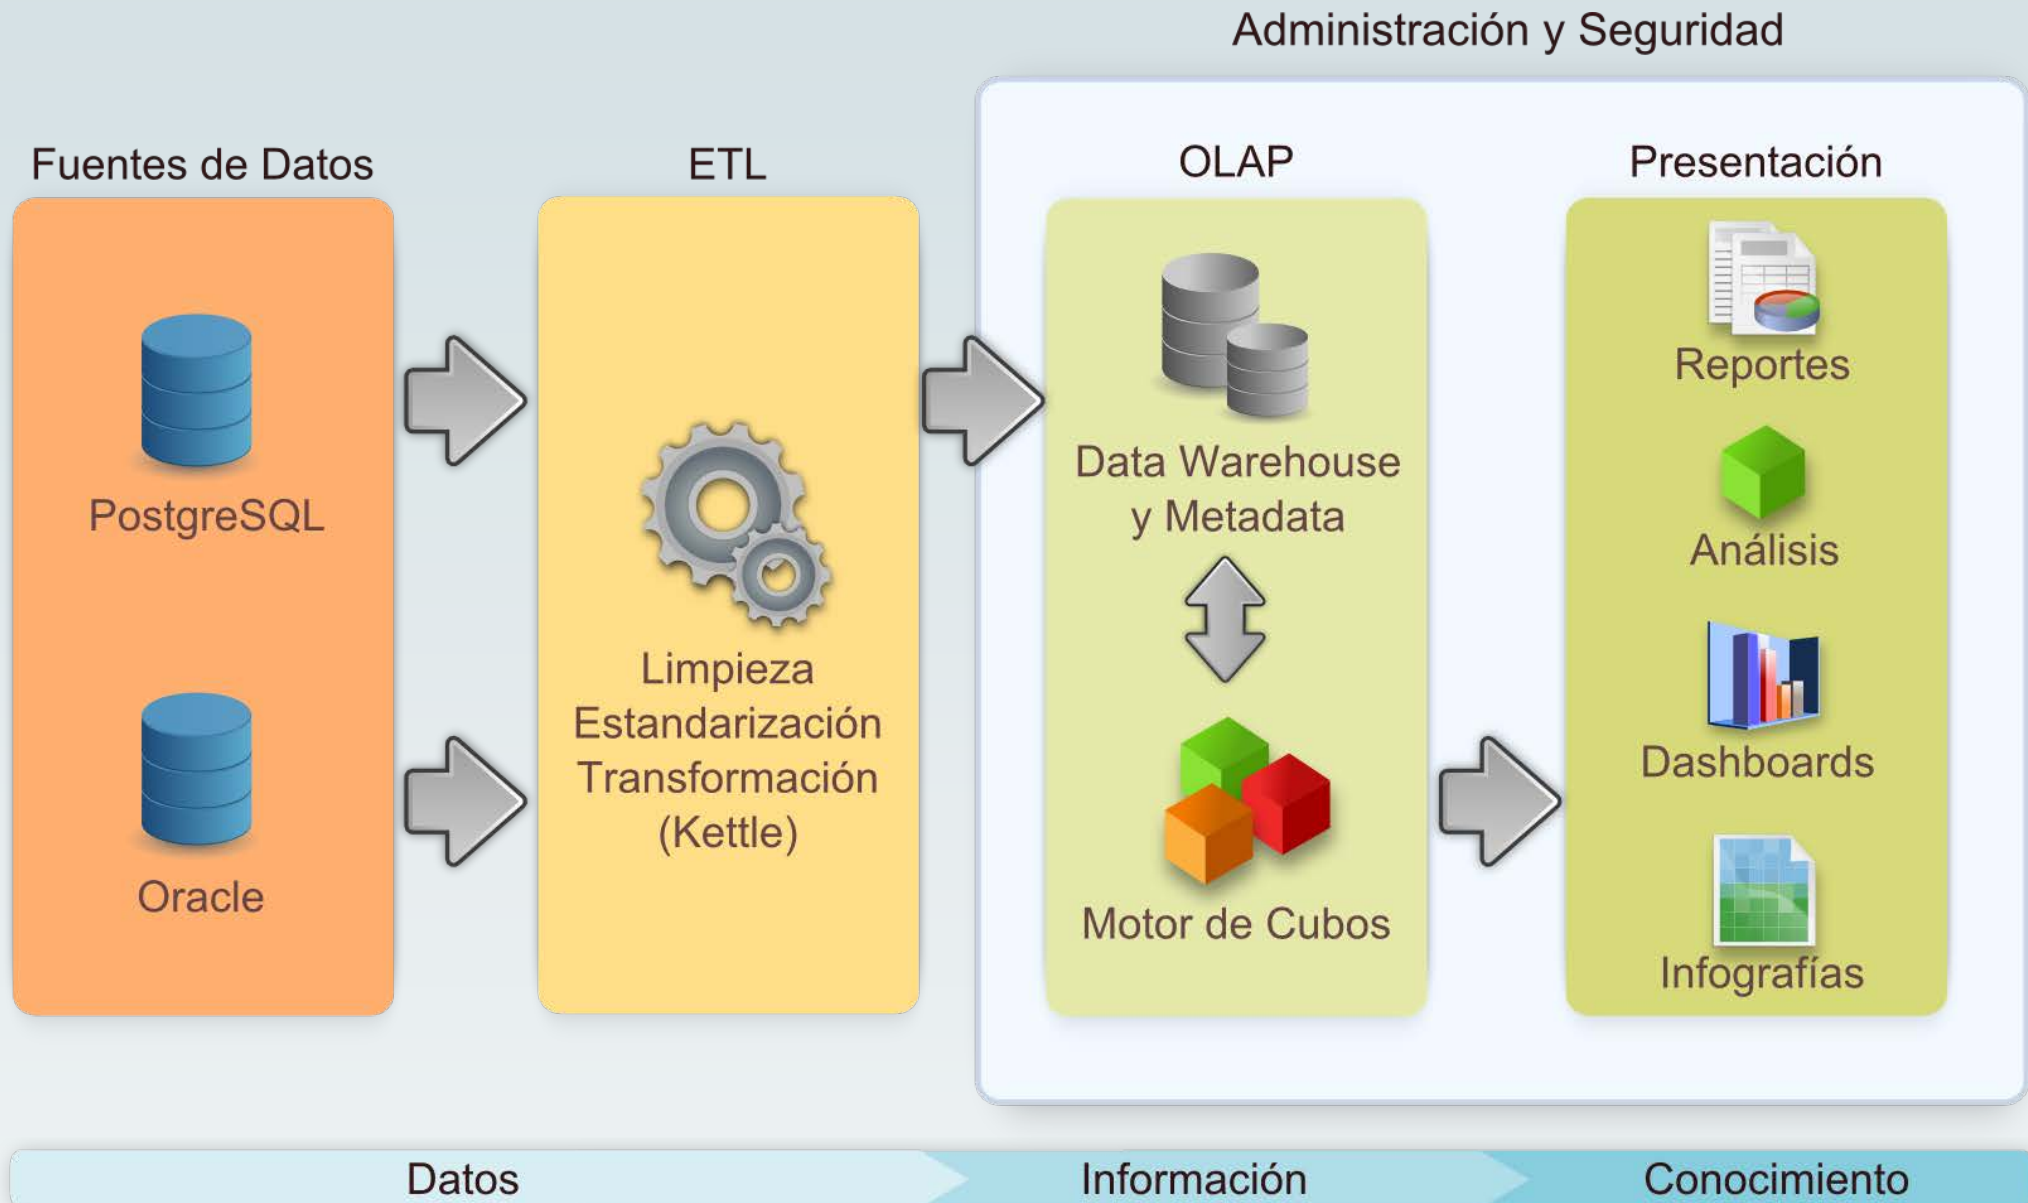 Administración y Seguridad
Fuentes de Datos
PostgreSQL
Oracle
ETL
Limpieza
Estandarización
Transformación
(Kettle)
OLAP
Data Warehouse
y Metadata
Motor de Cubos
Presentación
Reportes
Análisis
Dashboards
Infografías
Datos
Información
Conocimiento